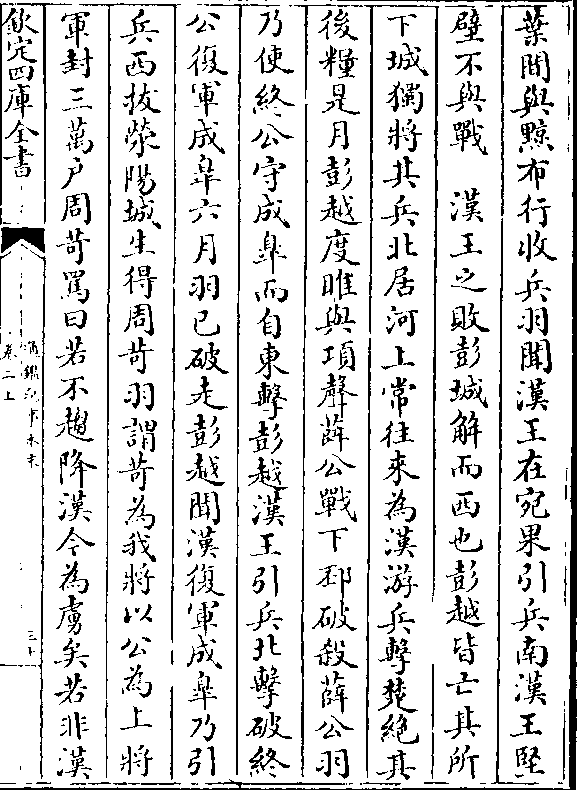 葉間與黥布行收兵羽聞漢王在宛果引兵南漢王堅
壁不與戰　漢王之敗彭城解而西也彭越皆亡其所
下城獨將其兵北居河上常往來為漢游兵擊楚絕其
後糧是月彭越度睢與項聲薛公戰下邳破殺薛公羽
乃使終公守成臯而自東擊彭越漢王引兵北擊破終
公復軍成臯六月羽已破走彭越聞漢復軍成臯乃引
兵西拔滎陽城生得周苛羽謂苛為我將以公為上將
軍封三萬戶周苛罵曰若不趨降漢今為虜矣若非漢
欽定四庫全書
通鑑紀事本末
卷二上
三十